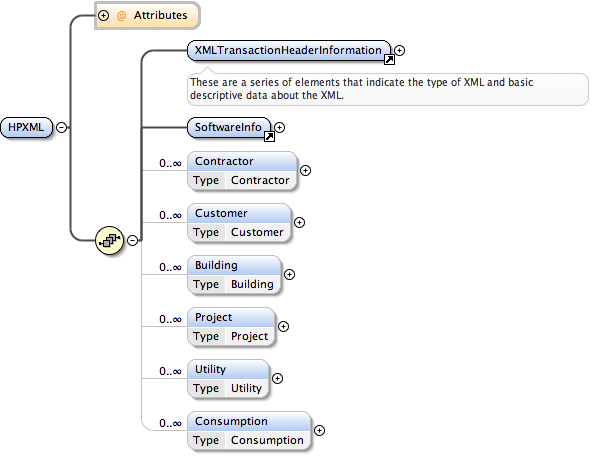 @ Attributes
XMLTransactionHeaderInformation
These are a series of elements that indicate the type of XML and basic
descriptive data about the XML.
HPXML
SoftwareInfo
0..∞ Contractor
Type Contractor
0..∞ Customer
Type Customer
0..∞ Building
Type Building
0..∞ Project
Type Project
0..∞ Utility
Type Utility
0..∞ Consumption
Type Consumption